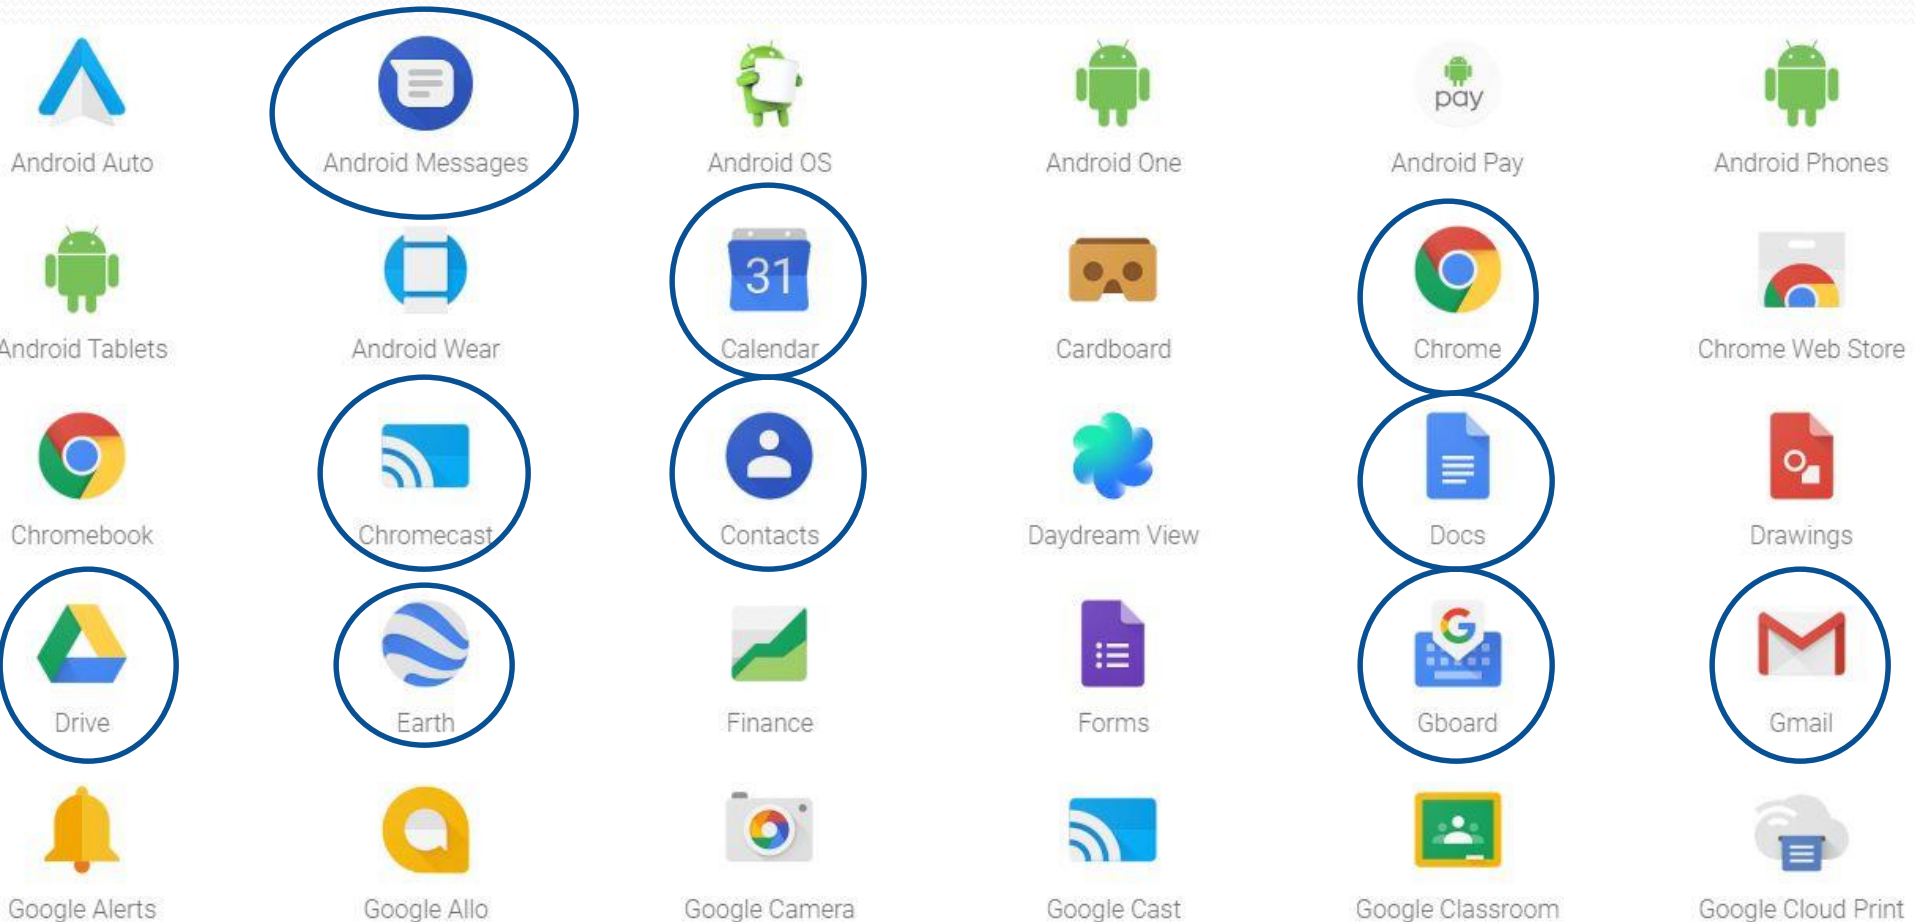 pay
Android Auto Android Messages Android OS Android One Android Pay Android Phones
31
Android Tablets Android Wear Calendar Cardboard Chrome Chrome Web Store
Chromebook Chromecast Contacts Daydream View Docs Drawings
G
Drive Earth Finance Forms Gboard Gmail
Google Alerts Google Allo Google Camera Google Cast Google Classroom Google Cloud Print